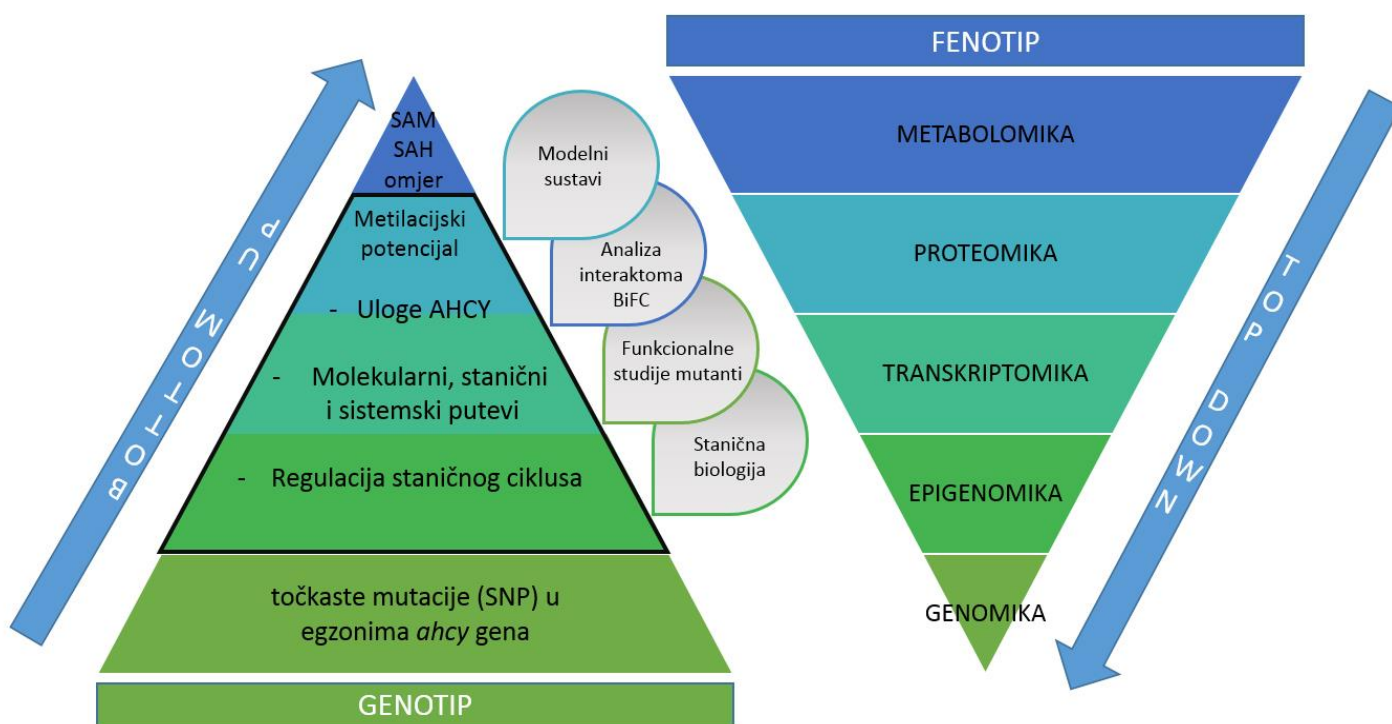 BOTTOM UP
SAM
SAH
omjer
Metilacijski
potencijal
- Uloge AHCY
- Molekularni, stanični
i sistemski putevi
- Regulacija staničnog ciklusa
točkaste mutacije (SNP) u
egzonima ahcy gena
GENOTIP
Modelni
sustavi
Analiza
interaktoma
BiFC
Funkcionalne
studije mutanti
Stanična
biologija
FENOTIP
METABOLOMIKA
PROTEOMIKA
TRANSKRIPTOMIKA
EPIGENOMIKA
GENOMIKA
TOP DOWN